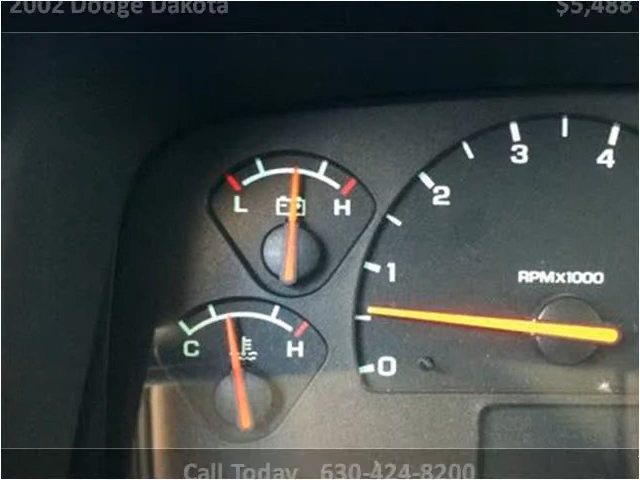 2002 Dodge Dakota $5,488
L H
C H
0 1 2 3 4
RPMx1000
Call Today 630-424-8200